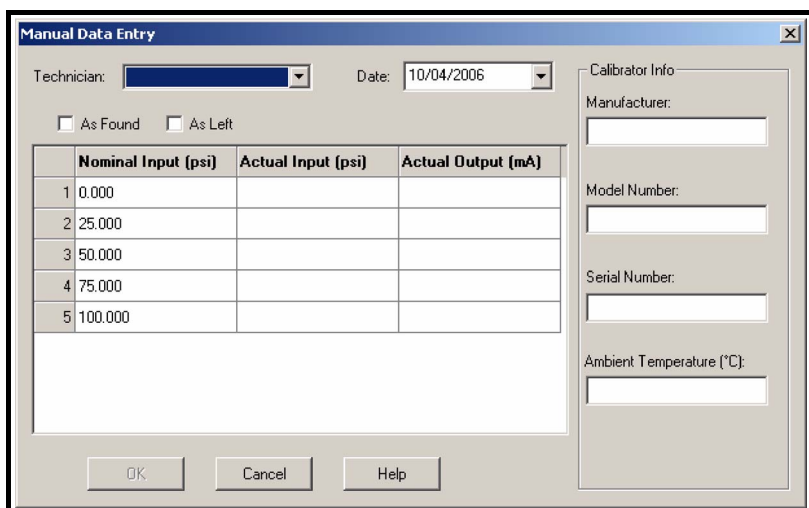 Manual Data Entry
Technician:
Date: 10/04/2006
As Found As Left
Nominal Input (psi) Actual Input (psi) Actual Output (mA)
1 0.000
2 25.000
3 50.000
4 75.000
5 100.000
OK Cancel Help
Calibrator Info
Manufacturer:
Model Number:
Serial Number:
Ambient Temperature (°C):